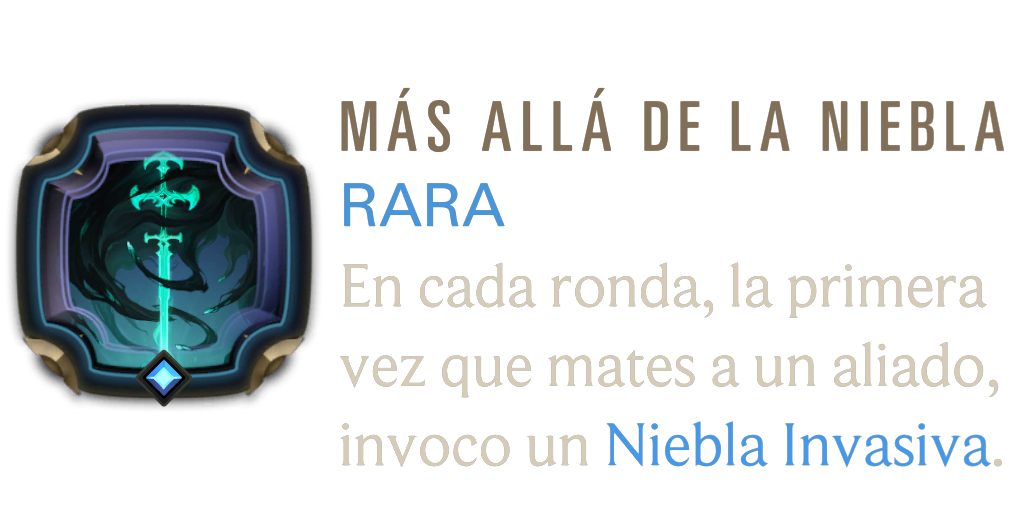 MÁS ALLÁ DE LA NIEBLA
RARA
En cada ronda, la primera
vez que mates a un aliado,
invoco un Niebla Invasiva.